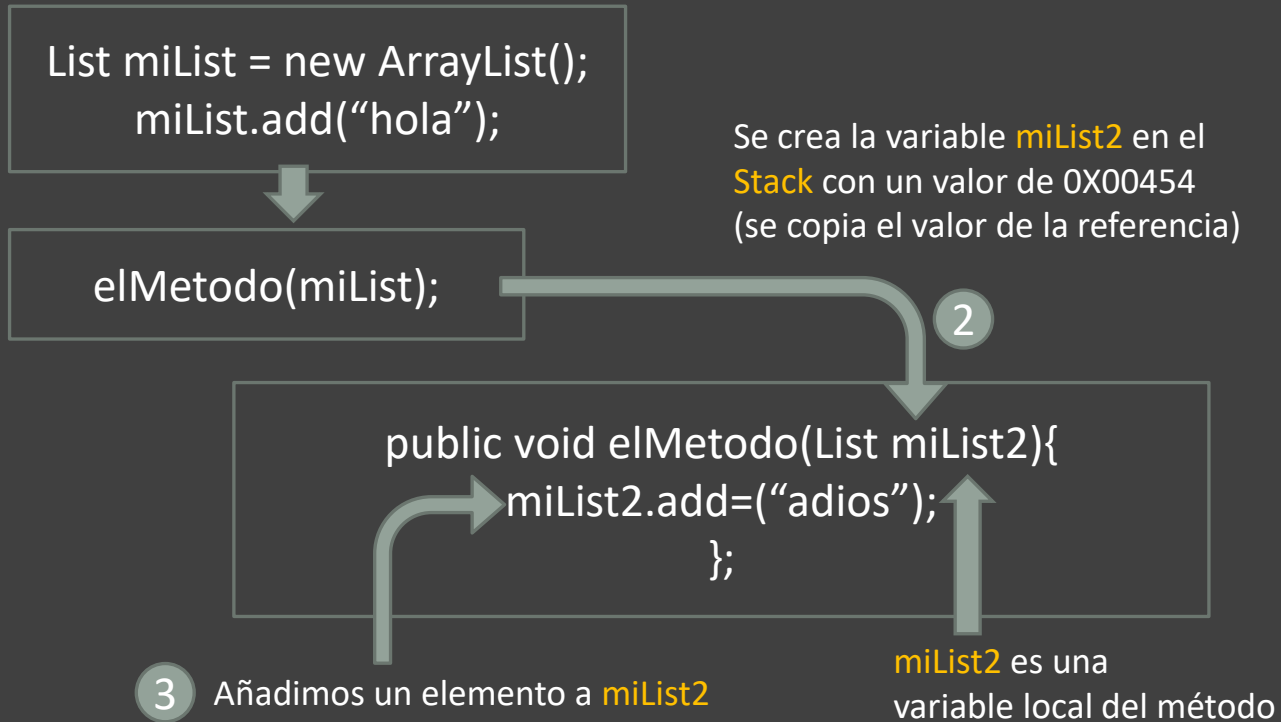 List miList = new ArrayList();
miList.add(“hola”);
Se crea la variable miList2 en el
Stack con un valor de 0X00454
(se copia el valor de la referencia)
elMetodo(miList);
2
public void elMetodo(List miList2){
miList2.add=(“adios”);
};
3 Añadimos un elemento a miList2
miList2 es una
variable local del método